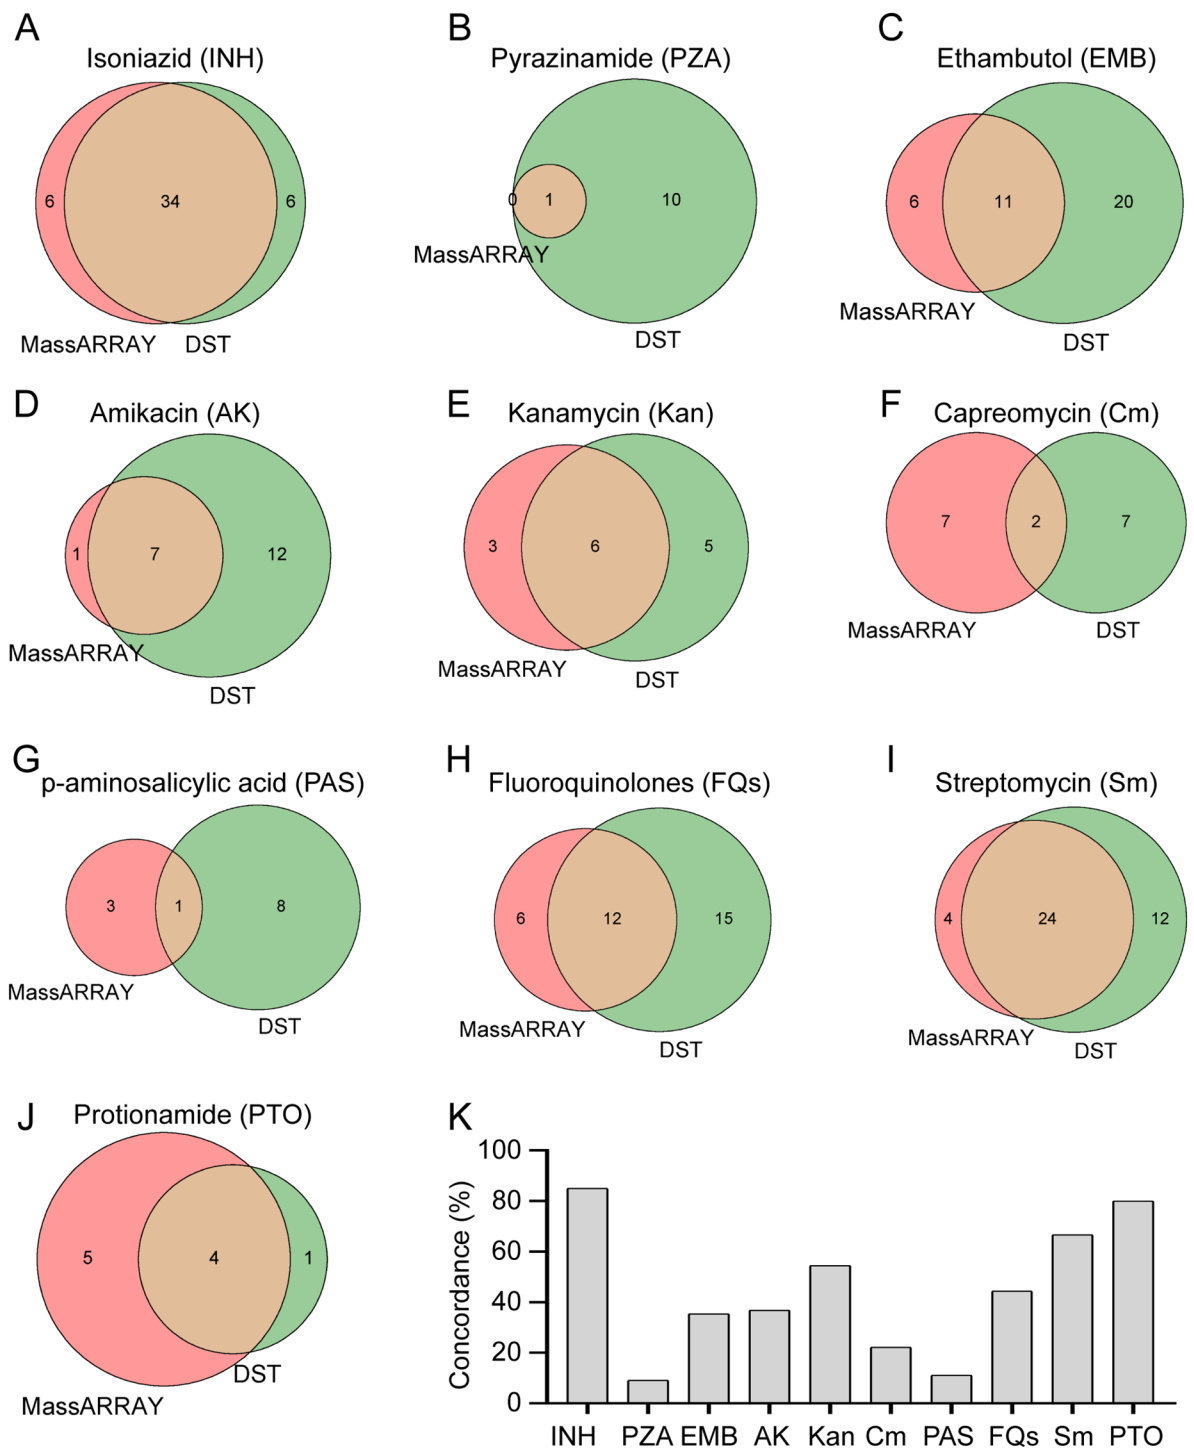 A
Isoniazid (INH)
6
34
6
MassARRAY
DST
B
Pyrazinamide (PZA)
0
1
10
MassARRAY
DST
C
Ethambutol (EMB)
6
11
20
MassARRAY
DST
D
Amikacin (AK)
1
7
12
MassARRAY
DST
E
Kanamycin (Kan)
3
6
5
MassARRAY
DST
F
Capreomycin (Cm)
7
2
7
MassARRAY
DST
G
p-aminosalicylic acid (PAS)
3
1
8
MassARRAY
DST
H
Fluoroquinolones (FQs)
6
12
15
MassARRAY
DST
I
Streptomycin (Sm)
4
24
12
MassARRAY
DST
J
Protionamide (PTO)
5
4
1
DST
MassARRAY
K
Concordance (%)
100
80
60
40
20
0
INH PZA EMB AK Kan Cm PAS FQs Sm PTO